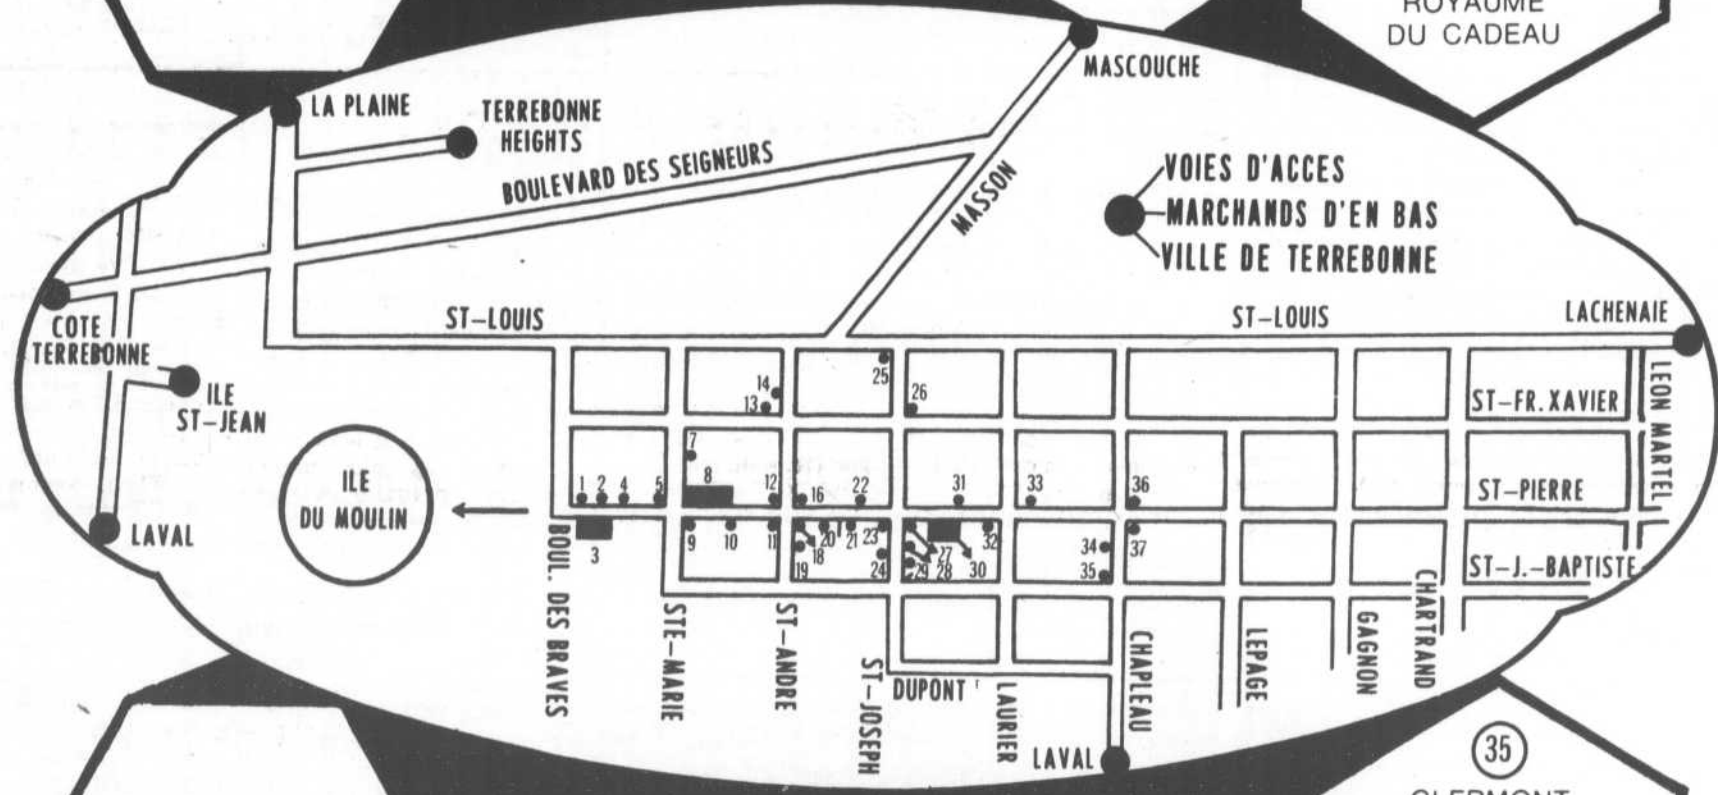 ROYAUME
DU CADEAU
MASCOUCHE
LA PLAINE
TERREBONNE
HEIGHTS
BOULEVARD DES SEIGNEURS
MASSON
VOIES D'ACCES
MARCHANDS D'EN BAS
VILLE DE TERREBONNE
COTE
TERREBONNE
ST-LOUIS
ST-LOUIS
LACHENAIE
ILE
ST-JEAN
14
13
25
26
ST-FR. XAVIER
LEON MARTEL
ILE
DU MOULIN
LAVAL
7
8
1
2
4
5
12
16
22
31
33
36
ST-PIERRE
3
9
10
11
18
19
20
21
23
24
27
28
29
30
32
34
35
37
ST-J.-BAPTISTE
BOUL. DES BRAVES
STE-MARIE
ST-ANDRE
ST-JOSEPH
DUPONT
LAURIER
CHAPLEAU
LEPAGE
GAGNON
CHARTRAND
LAVAL
35
CLERMONT